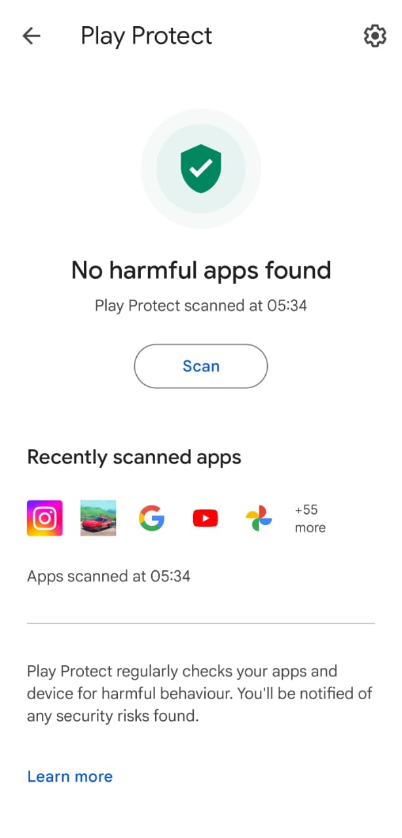 Play Protect
No harmful apps found
Play Protect scanned at 05:34
Scan
Recently scanned apps
+55
more
Apps scanned at 05:34
Play Protect regularly checks your apps and
device for harmful behaviour. You'll be notified of
any security risks found.
Learn more